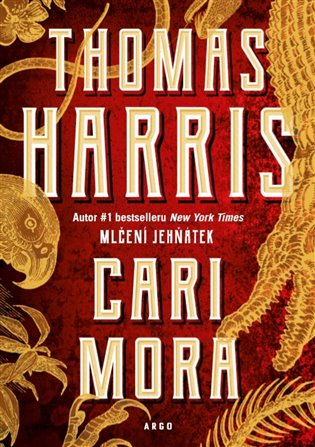 THOMAS
HARRIS
Autor #1 bestselleru New York Times
MLČENÍ JEHŇÁTEK
CARI
MORA
ARGO